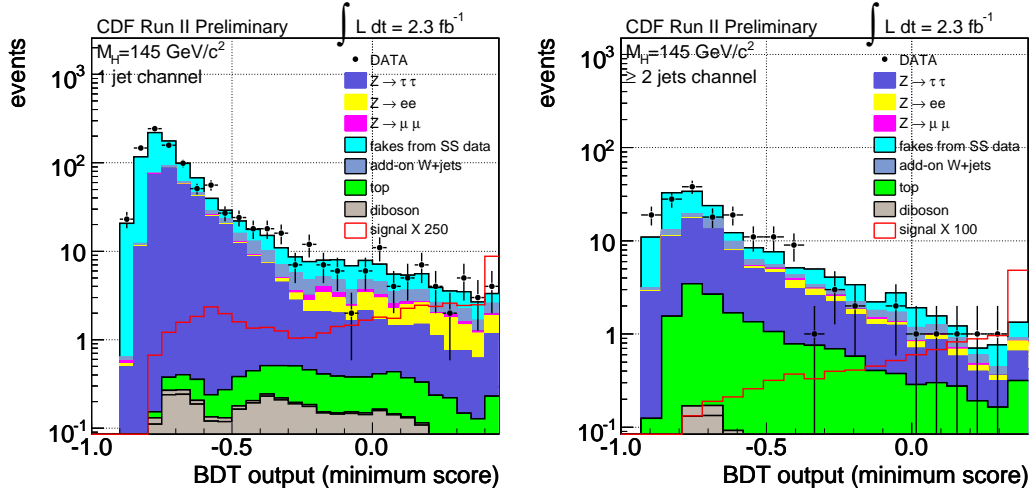 CDF Run II Preliminary ∫ L dt = 2.3 fb⁻¹
M_H=145 GeV/c²
1 jet channel
events
10³
10²
10
1
10⁻¹
DATA
Z → τ τ
Z → ee
Z → μ μ
fakes from SS data
add-on W+jets
top
diboson
signal X 250
-1.0 -0.5 0.0
BDT output (minimum score)
CDF Run II Preliminary ∫ L dt = 2.3 fb⁻¹
M_H=145 GeV/c²
≥ 2 jets channel
events
10³
10²
10
1
10⁻¹
DATA
Z → τ τ
Z → ee
Z → μ μ
fakes from SS data
add-on W+jets
top
diboson
signal X 100
-1.0 -0.5 0.0
BDT output (minimum score)